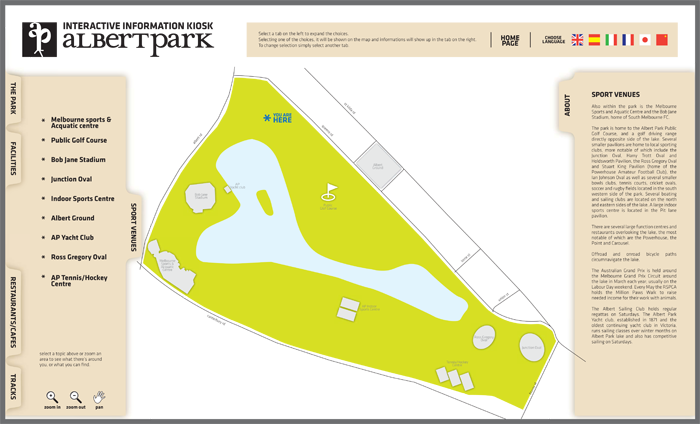 INTERACTIVE INFORMATION KIOSK
ALBERTPARK
Select a tab on the left to expand the choices.
Selecting one of the choices, it will be shown on the map and informations will show up in the tab on the right.
To change selection simply select another tab.
HOME
PAGE
CHOOSE
LANGUAGE
THE PARK
FACILITIES
SPORT VENUES
RESTAURANTS/CAFES
TRACKS
Melbourne sports &
Acquatic centre
Public Golf Course
Bob Jane Stadium
Junction Oval
Indoor Sports Centre
Albert Ground
AP Yacht Club
Ross Gregory Oval
AP Tennis/Hockey
Centre
select a topic above or zoom an
area to see what there's around
you, or what you can find
zoom in
zoom out
pan
YOU ARE
HERE
ABOUT
SPORT VENUES
Also within the park is the Melbourne
Sports and Aquatic Centre and the Bob Jane
Stadium, home of South Melbourne FC.
The park is home to the Albert Park Public
Golf Course, and a golf driving range
directly opposite side of the lake. Several
smaller pavilions are home to local sporting
clubs, more notable of which include the
Junction Oval, Harry Trott Oval and
Holdsworth Pavilion, the Ross Gregory Oval
and Stuart King Pavilion (home of the
Powerhouse Amateur Football Club), the
Ian Johnson Oval as well as several smaller
bowls clubs, tennis courts, cricket ovals,
soccer and rugby fields located in the south
western side of the park. Several boating
and sailing clubs are located on the north
and eastern sides of the lake. A large indoor
sports centre is located in the Pit lane
pavilion.
There are several large function centres and
restaurants overlooking the lake, the most
notable of which are the Powerhouse, the
Point and Carousel.
Offroad and onroad bicycle paths
circumnavigate the lake.
The Australian Grand Prix is held around
the Melbourne Grand Prix Circuit around
the lake in March each year, usually on the
Labour Day weekend. Every May the RSPCA
holds the Million Paws Walk to raise
needed income for their work with animals.
The Albert Sailing Club holds regular
regattas on Saturdays. The Albert Park
Yacht club, established in 1871 and the
oldest continuing yacht club in Victoria,
runs sailing classes over winter months on
Albert Park lake and also has competitive
sailing on Saturdays.